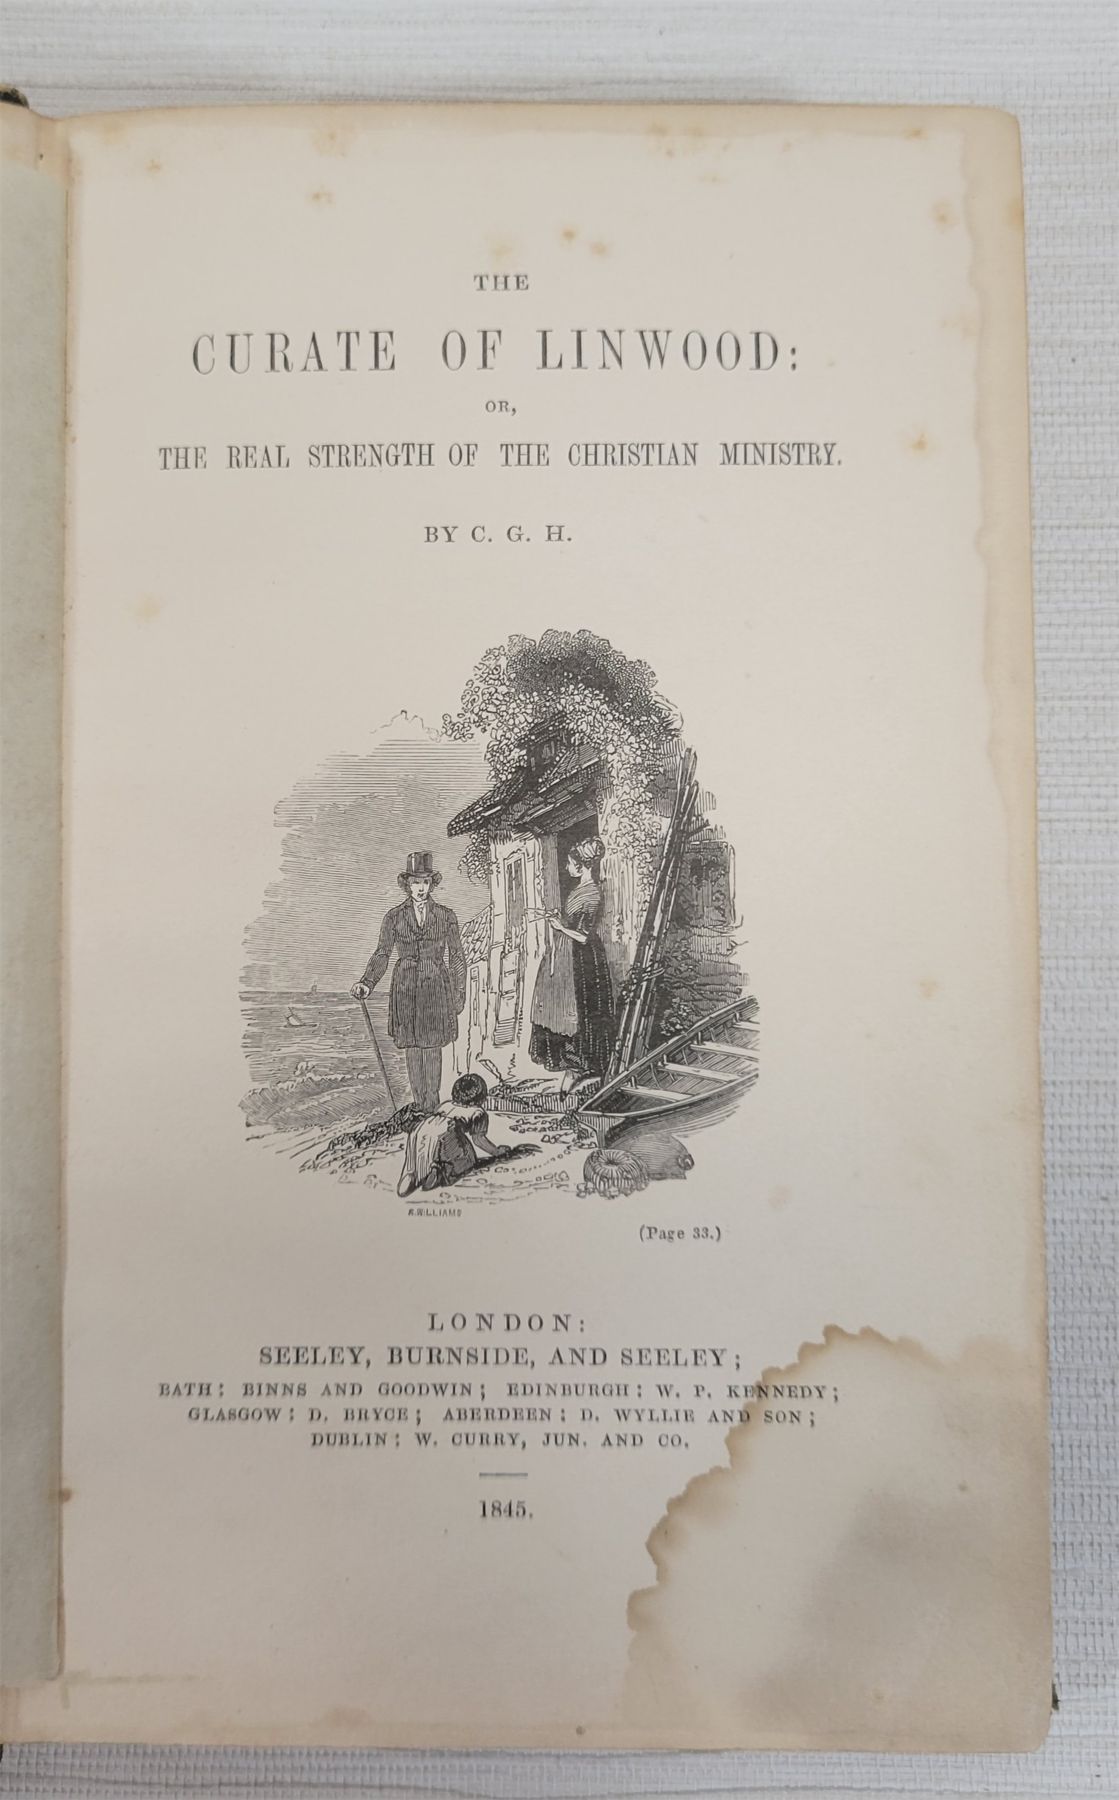 THE
CURATE OF LINWOOD:
OR,
THE REAL STRENGTH OF THE CHRISTIAN MINISTRY.
BY C. G. H.
R.WILLIAMS
(Page 33.)
LONDON:
SEELEY, BURNSIDE, AND SEELEY;
BATH: BINNS AND GOODWIN; EDINBURGH: W. P. KENNEDY;
GLASGOW: D. BRYCE; ABERDEEN: D. WYLLIE AND SON;
DUBLIN: W. CURRY, JUN. AND CO.
1845.